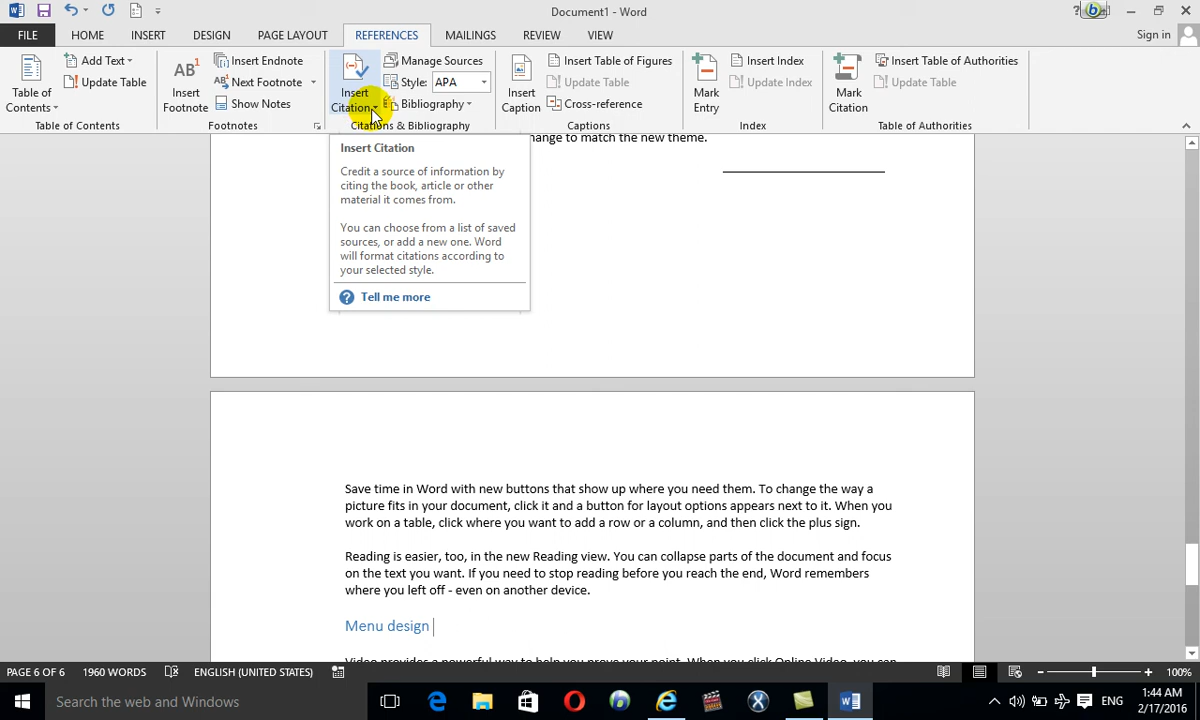 Document1 - Word
?
FILE HOME INSERT DESIGN PAGE LAYOUT REFERENCES MAILINGS REVIEW VIEW Sign in
Table of Contents
Add Text
Update Table
Table of Contents
AB1
Insert Footnote
Insert Endnote
AB1 Next Footnote
Show Notes
Footnotes
Insert Citation
Manage Sources
Style: APA
Bibliography
Citations & Bibliography
Insert Caption
Insert Table of Figures
Update Table
Cross-reference
Captions
Mark Entry
Insert Index
Update Index
Index
Mark Citation
Insert Table of Authorities
Update Table
Table of Authorities
Insert Citation
Credit a source of information by
citing the book, article or other
material it comes from.
You can choose from a list of saved
sources, or add a new one. Word
will format citations according to
your selected style.
? Tell me more
hange to match the new theme.
Save time in Word with new buttons that show up where you need them. To change the way a
picture fits in your document, click it and a button for layout options appears next to it. When you
work on a table, click where you want to add a row or a column, and then click the plus sign.
Reading is easier, too, in the new Reading view. You can collapse parts of the document and focus
on the text you want. If you need to stop reading before you reach the end, Word remembers
where you left off - even on another device.
Menu design
Video provides a powerful way to help you prove your point. When you click Online Video, you can
PAGE 6 OF 6 1960 WORDS ENGLISH (UNITED STATES) 100%
Search the web and Windows
ENG
1:44 AM
2/17/2016